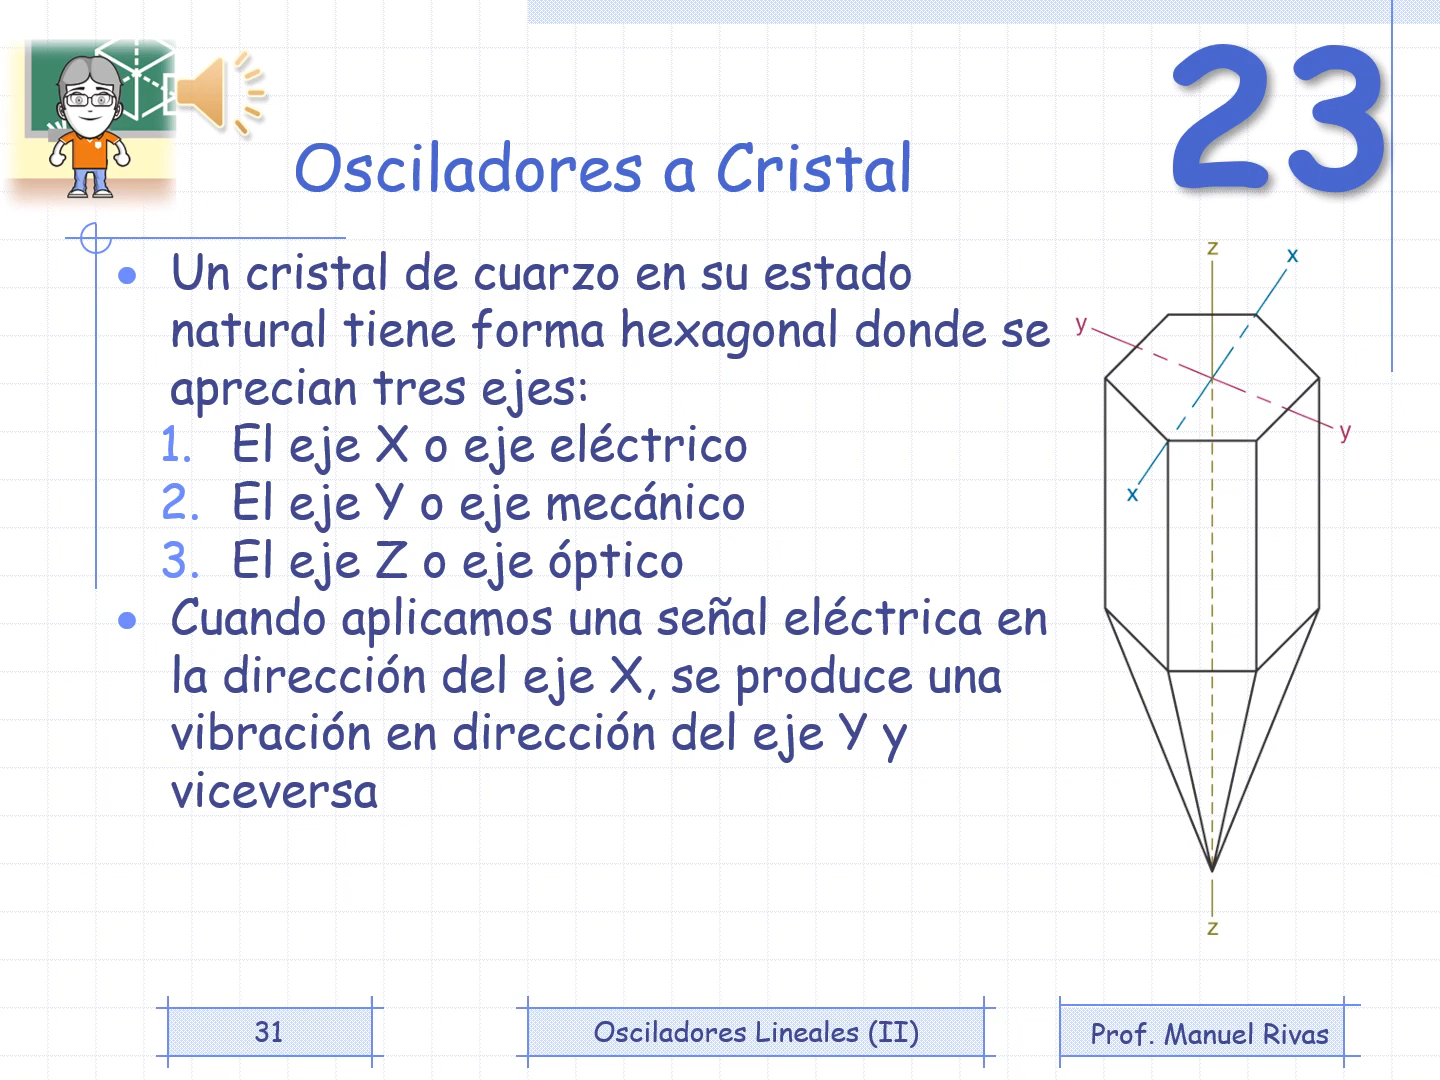 23
Osciladores a Cristal
• Un cristal de cuarzo en su estado
natural tiene forma hexagonal donde se
aprecian tres ejes:
1. El eje X o eje eléctrico
2. El eje Y o eje mecánico
3. El eje Z o eje óptico
• Cuando aplicamos una señal eléctrica en
la dirección del eje X, se produce una
vibración en dirección del eje Y y
viceversa
z
x
y
y
x
z
31
Osciladores Lineales (II)
Prof. Manuel Rivas